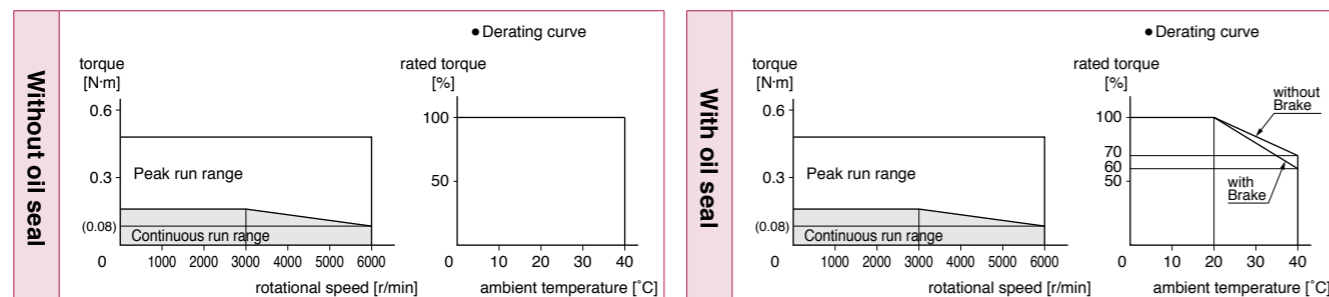 Without oil seal
● Derating curve
torque
[N·m]
rated torque
[%]
0.6
0.3
(0.08)
0
Peak run range
Continuous run range
1000 2000 3000 4000 5000 6000
rotational speed [r/min]
100
50
0 10 20 30 40
ambient temperature [˚C]
With oil seal
● Derating curve
torque
[N·m]
rated torque
[%]
0.6
0.3
(0.08)
0
Peak run range
Continuous run range
1000 2000 3000 4000 5000 6000
rotational speed [r/min]
without
Brake
100
70
60
50
with
Brake
0 10 20 30 40
ambient temperature [˚C]